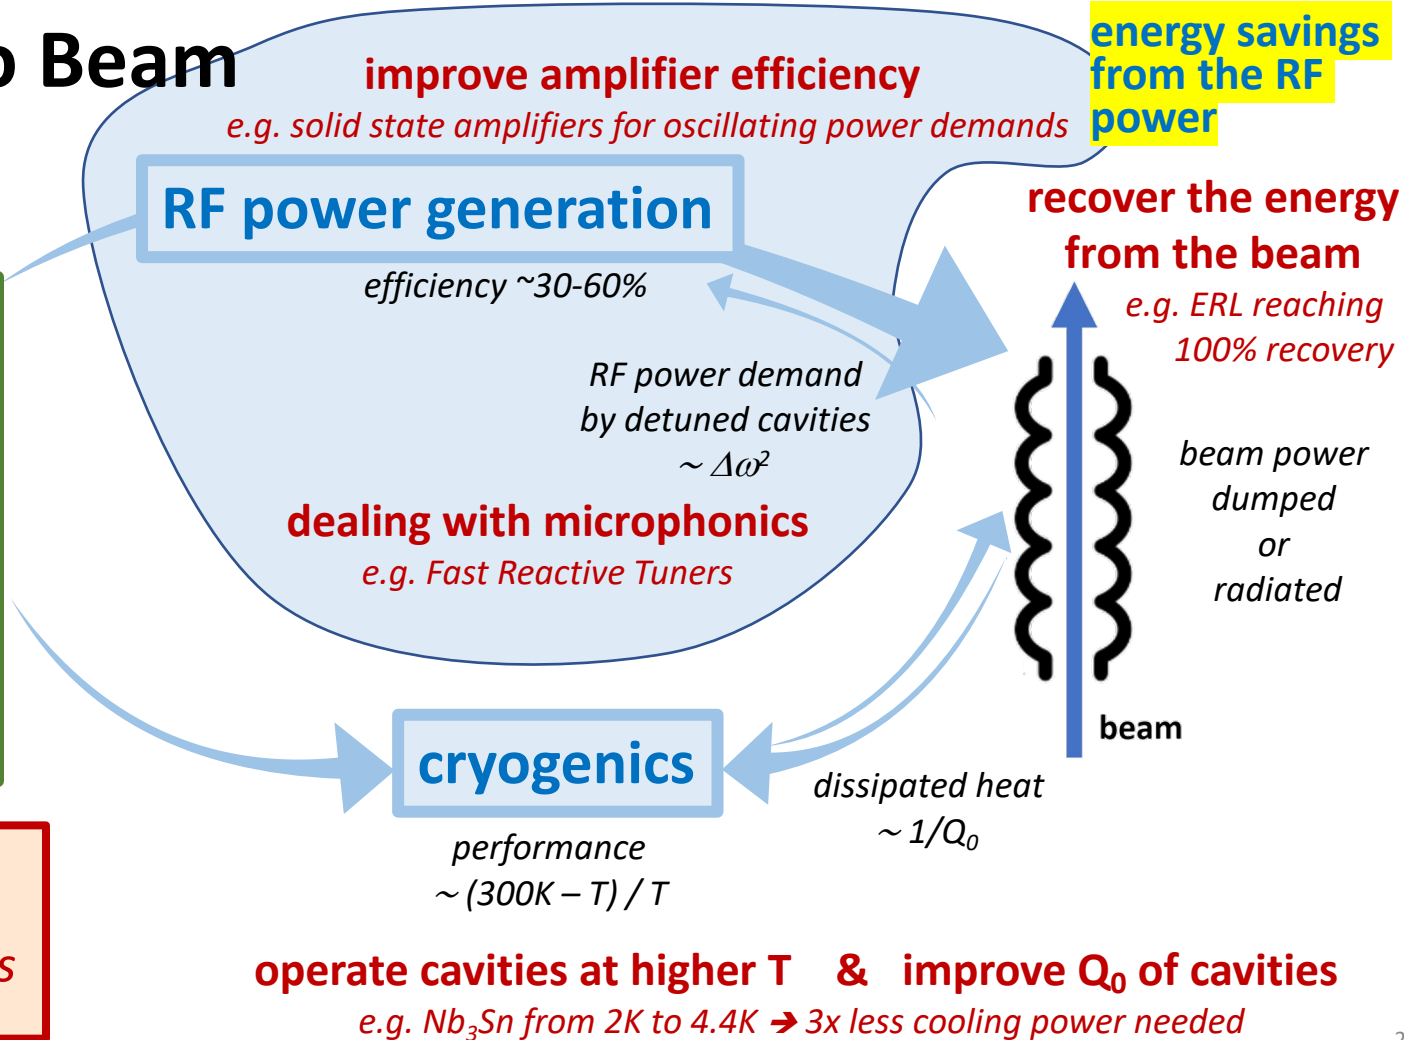 o Beam
improve amplifier efficiency
e.g. solid state amplifiers for oscillating power demands
energy savings
from the RF
power
RF power generation
efficiency ~30-60%
recover the energy
from the beam
e.g. ERL reaching
100% recovery
RF power demand
by detuned cavities
~ Δω²
beam power
dumped
or
radiated
dealing with microphonics
e.g. Fast Reactive Tuners
beam
cryogenics
dissipated heat
~ 1/Q₀
performance
~ (300K – T) / T
s
operate cavities at higher T & improve Q₀ of cavities
e.g. Nb₃Sn from 2K to 4.4K ➔ 3x less cooling power needed